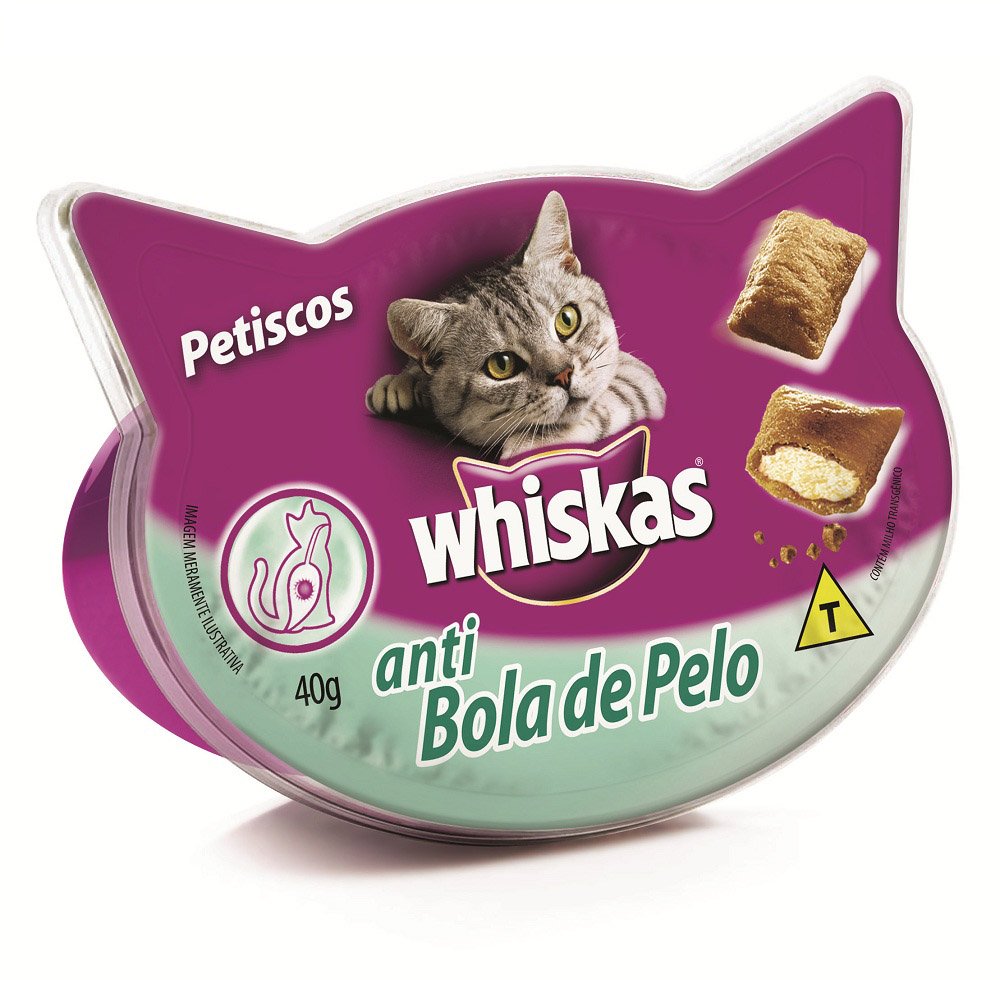 Petiscos
whiskas®
IMAGEM MERAMENTE ILUSTRATIVA
40g
anti
Bola de Pelo
T
CONTÉM MILHO TRANSGÊNICO